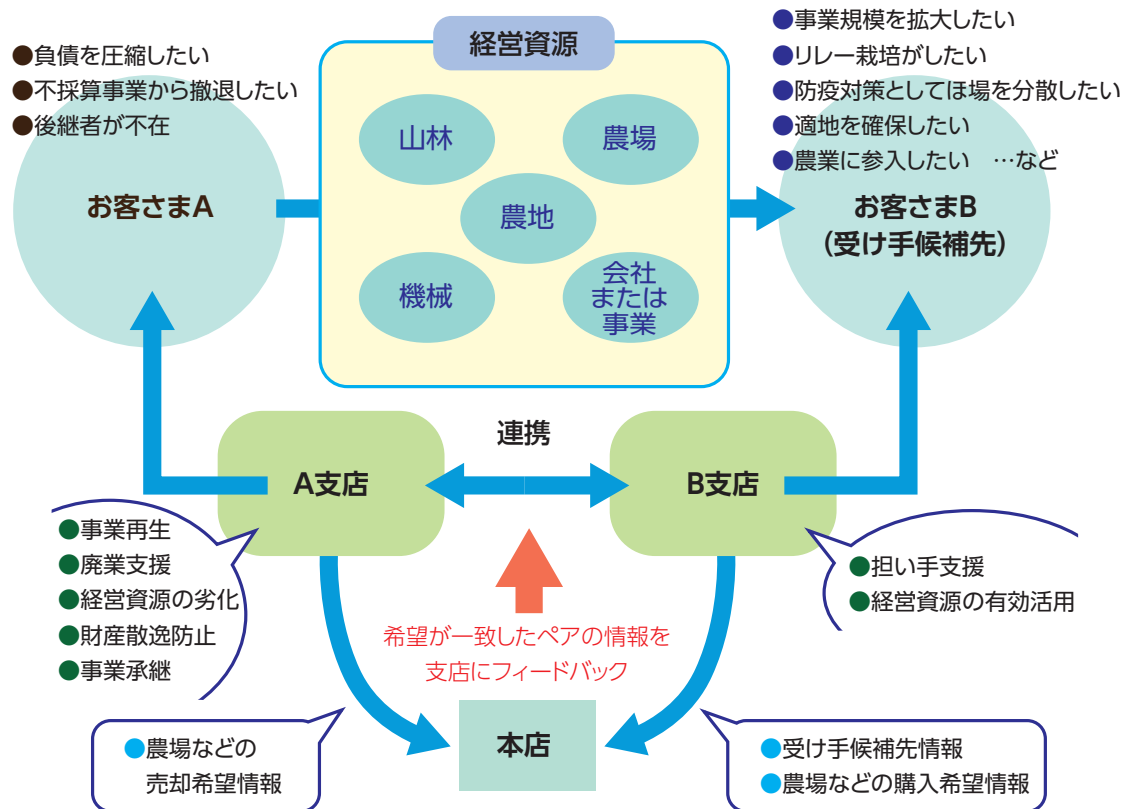 ●負債を圧縮したい
●不採算事業から撤退したい
●後継者が不在
お客さまA
経営資源
山林
農場
農地
機械
会社
または
事業
●事業規模を拡大したい
●リレー栽培がしたい
●防疫対策としてほ場を分散したい
●適地を確保したい
●農業に参入したい　…など
お客さまB
（受け手候補先）
連携
A支店
B支店
●事業再生
●廃業支援
●経営資源の劣化
●財産散逸防止
●事業承継
●担い手支援
●経営資源の有効活用
希望が一致したペアの情報を
支店にフィードバック
本店
●農場などの
売却希望情報
●受け手候補先情報
●農場などの購入希望情報